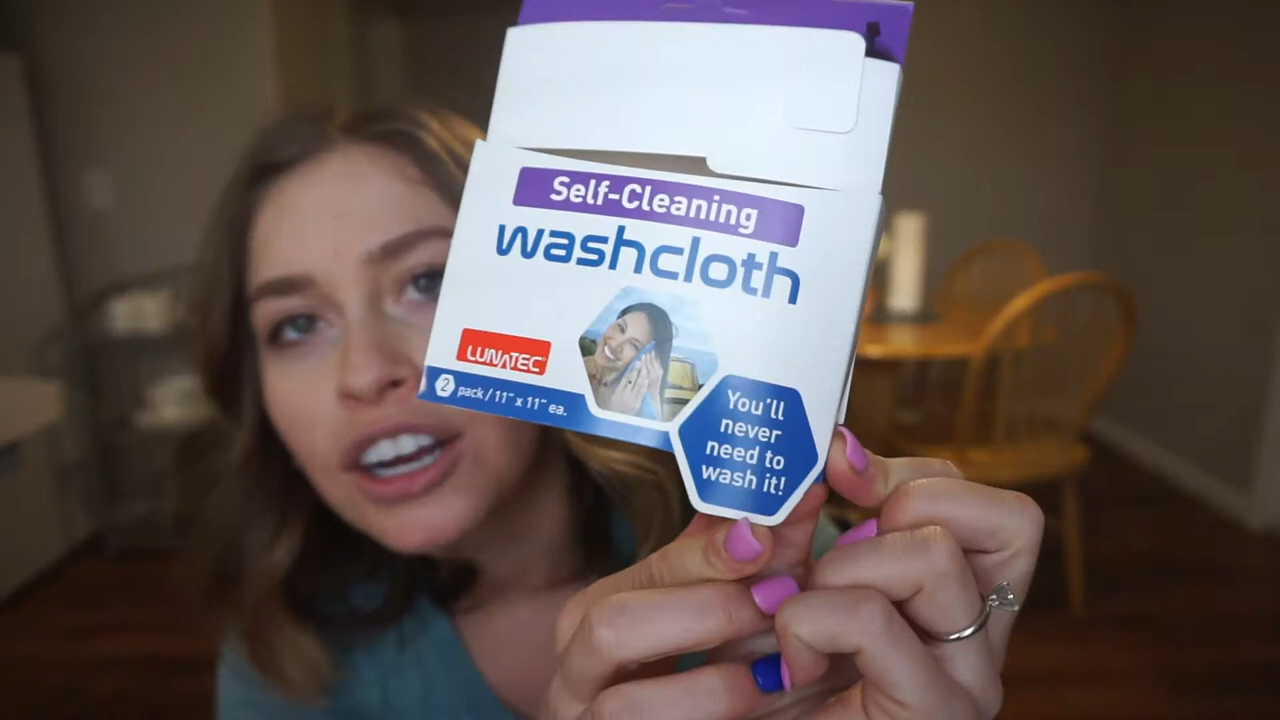 Self-Cleaning
washcloth
LUNATEC
2 pack / 11" x 11" ea.
You'll
never
need to
wash it!